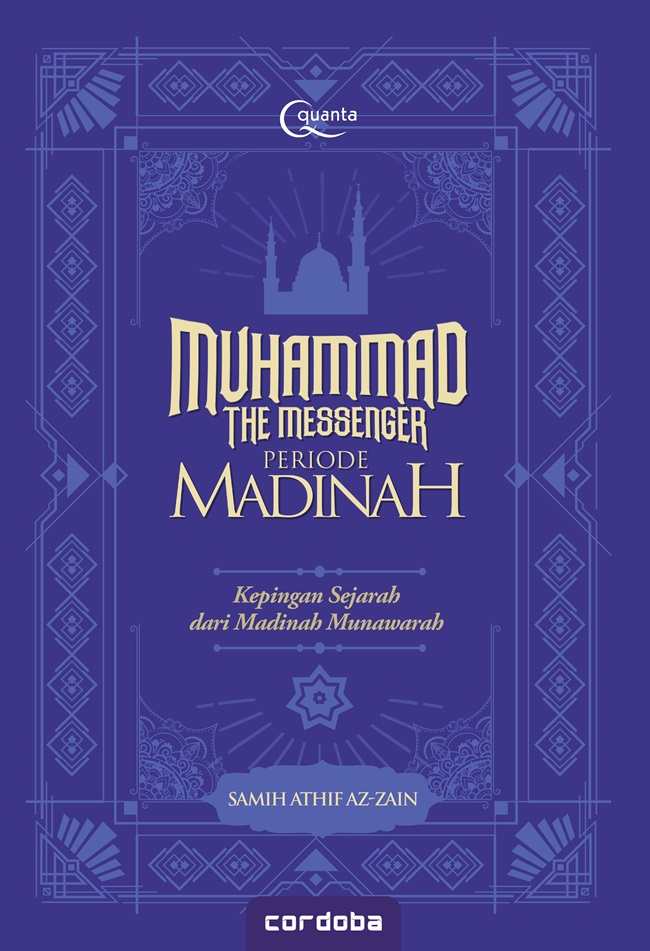 quanta
MUHAMMAD
THE MESSENGER
PERIODE
MADINAH
Kepingan Sejarah
dari Madinah Munawarah
SAMIH ATHIF AZ-ZAIN
cordoba